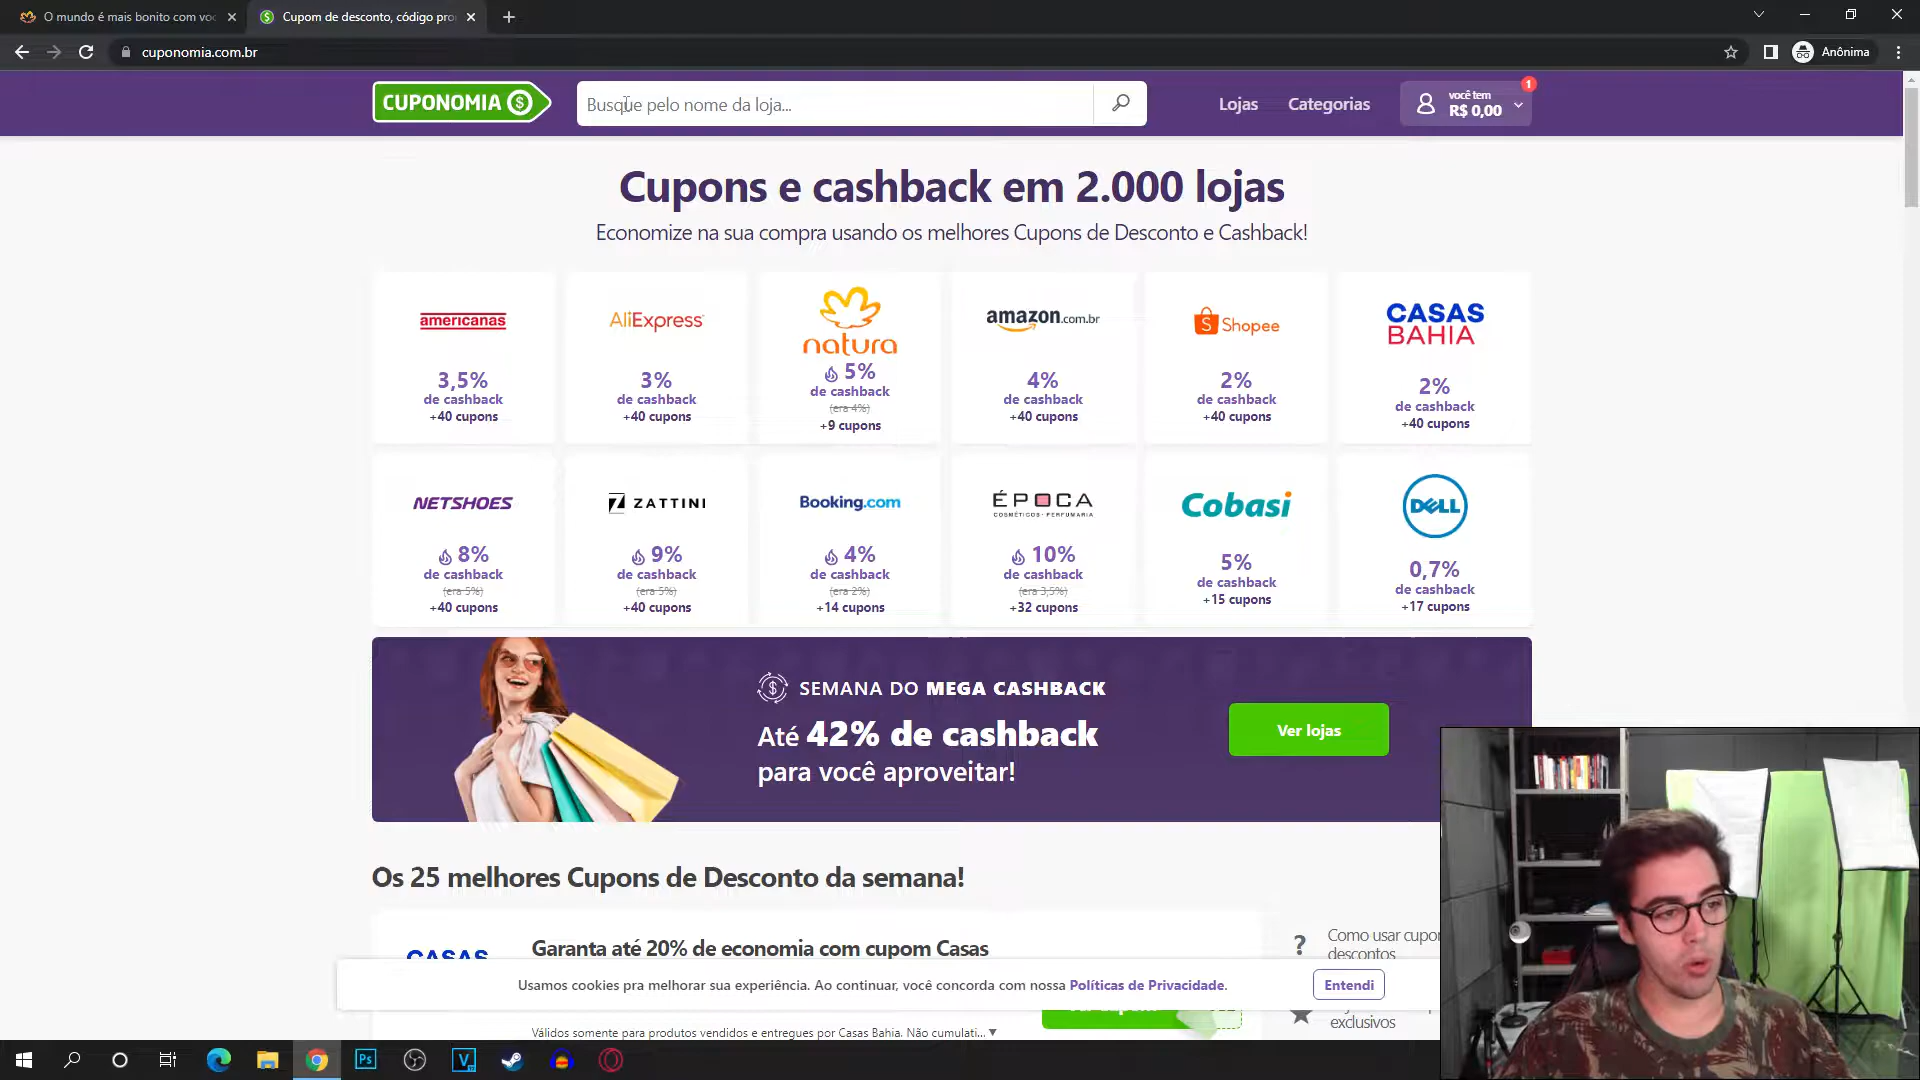 O mundo é mais bonito com voc
Cupom de desconto, código pro
cuponomia.com.br
Anônima
CUPONOMIA $
Busque pelo nome da loja...
Lojas
Categorias
você tem
R$ 0,00
1
Cupons e cashback em 2.000 lojas
Economize na sua compra usando os melhores Cupons de Desconto e Cashback!
americanas
3,5%
de cashback
+40 cupons
AliExpress
3%
de cashback
+40 cupons
natura
5%
de cashback
(era 4%)
+9 cupons
amazon.com.br
4%
de cashback
+40 cupons
Shopee
2%
de cashback
+40 cupons
CASAS
BAHIA
2%
de cashback
+40 cupons
NETSHOES
8%
de cashback
(era 5%)
+40 cupons
ZATTINI
9%
de cashback
(era 5%)
+40 cupons
Booking.com
4%
de cashback
(era 2%)
+14 cupons
ÉPOCA
COSMÉTICOS · PERFUMARIA
10%
de cashback
(era 3,5%)
+32 cupons
Cobasi
5%
de cashback
+15 cupons
DELL
0,7%
de cashback
+17 cupons
SEMANA DO MEGA CASHBACK
Até 42% de cashback
para você aproveitar!
Ver lojas
Os 25 melhores Cupons de Desconto da semana!
CASAS
Garanta até 20% de economia com cupom Casas
? Como usar cupo
descontos
Usamos cookies pra melhorar sua experiência. Ao continuar, você concorda com nossa Políticas de Privacidade.
Entendi
exclusivos
Válidos somente para produtos vendidos e entregues por Casas Bahia. Não cumulati...
Ps
V